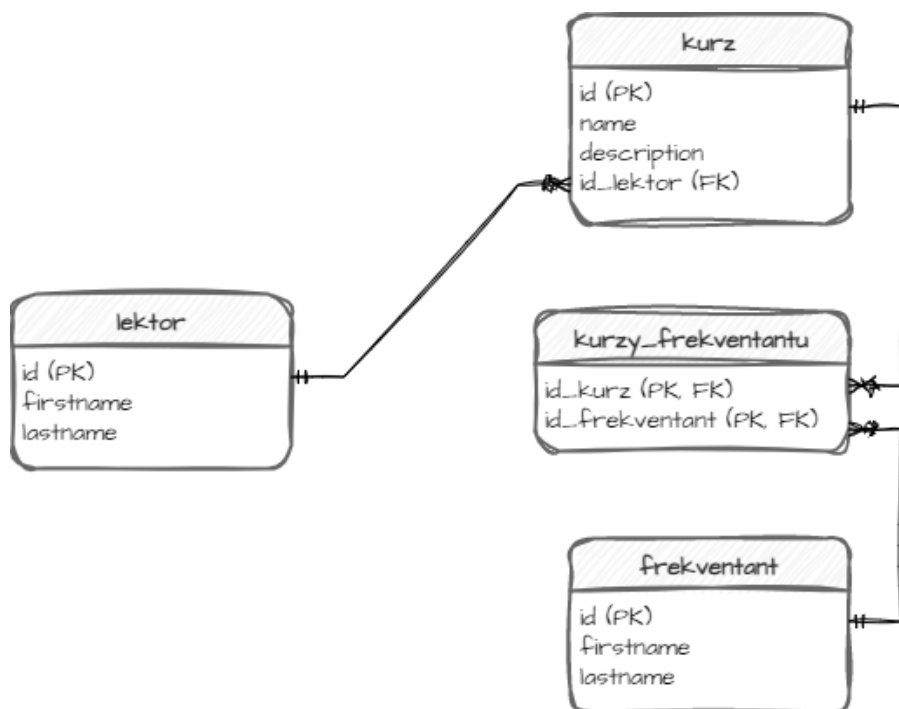 kurz
id (PK)
name
description
id_lektor (FK)
lektor
id (PK)
firstname
lastname
kurzy_frekventantu
id_kurz (PK, FK)
id_frekventant (PK, FK)
frekventant
id (PK)
firstname
lastname